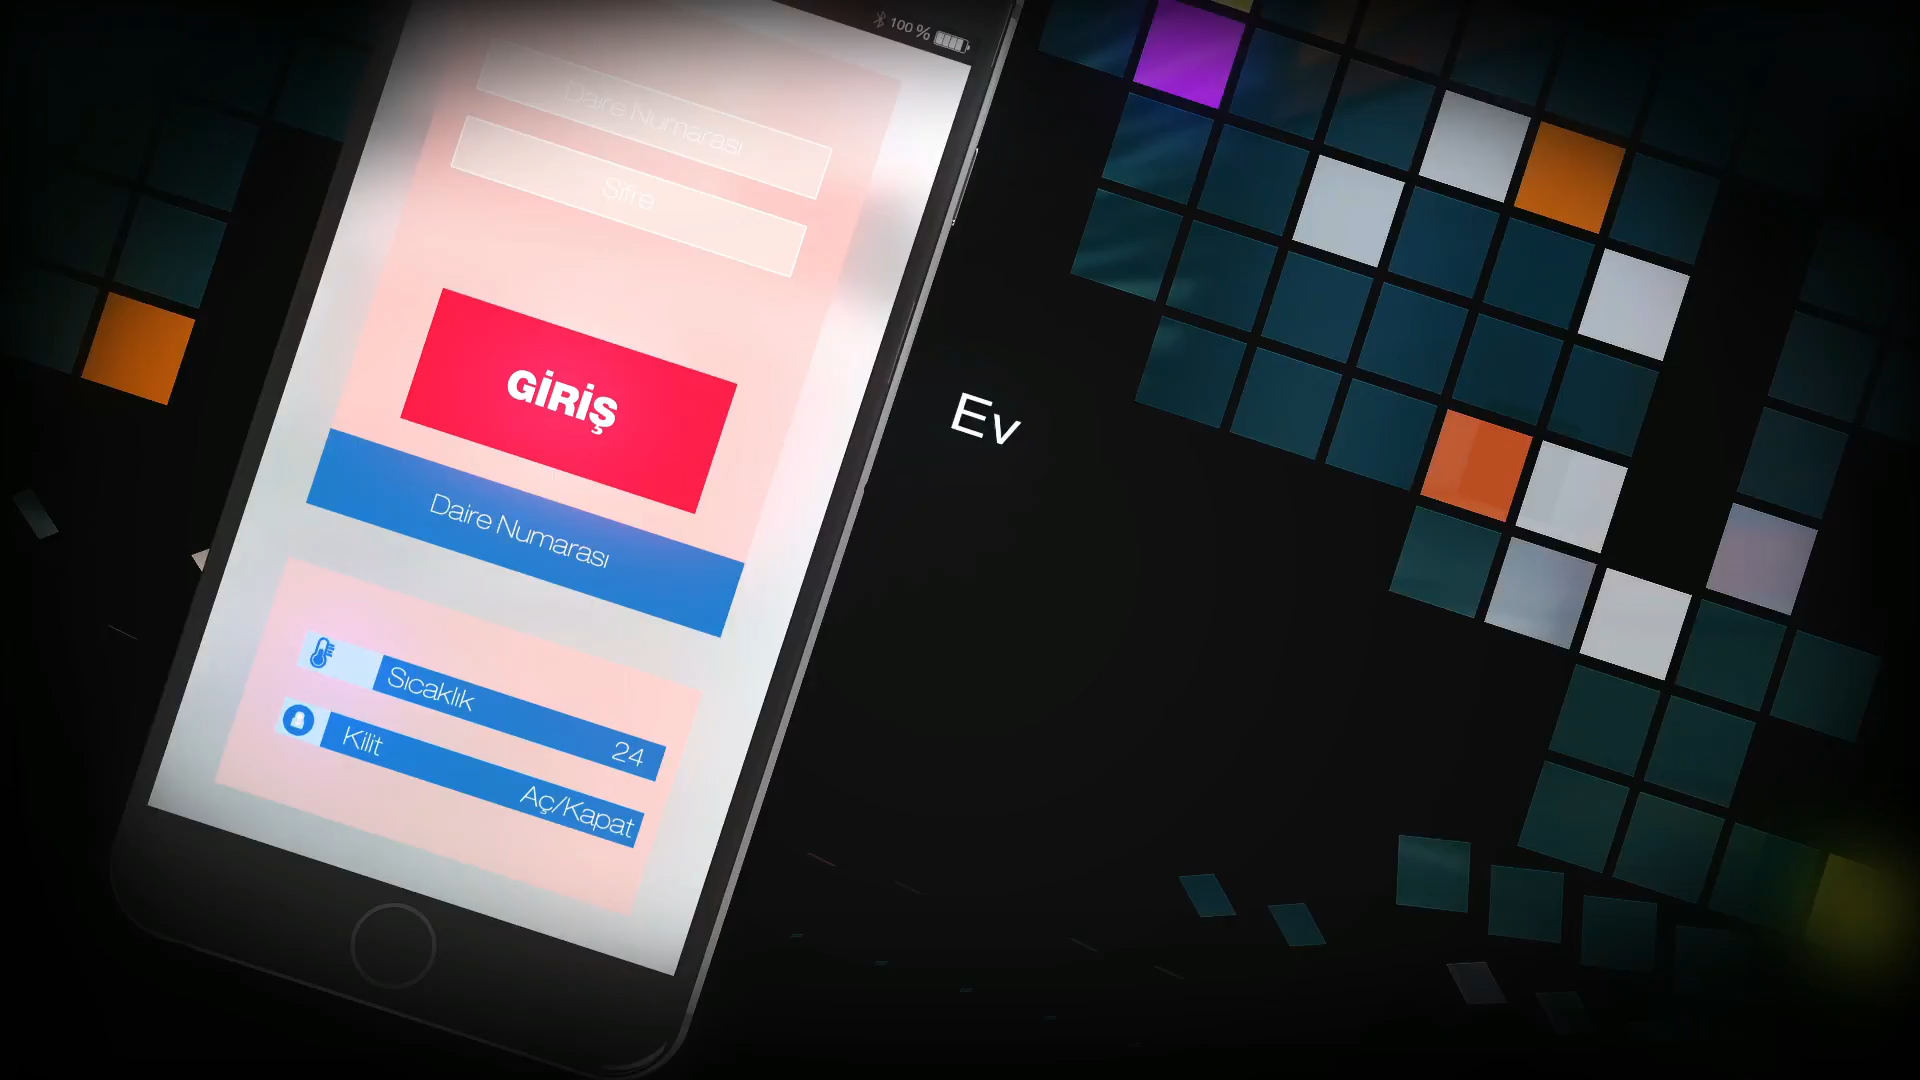 100 %
Daire Numarası
Şifre
GİRİŞ
Daire Numarası
Sıcaklık
24
Kilit
Aç/Kapat
Ev